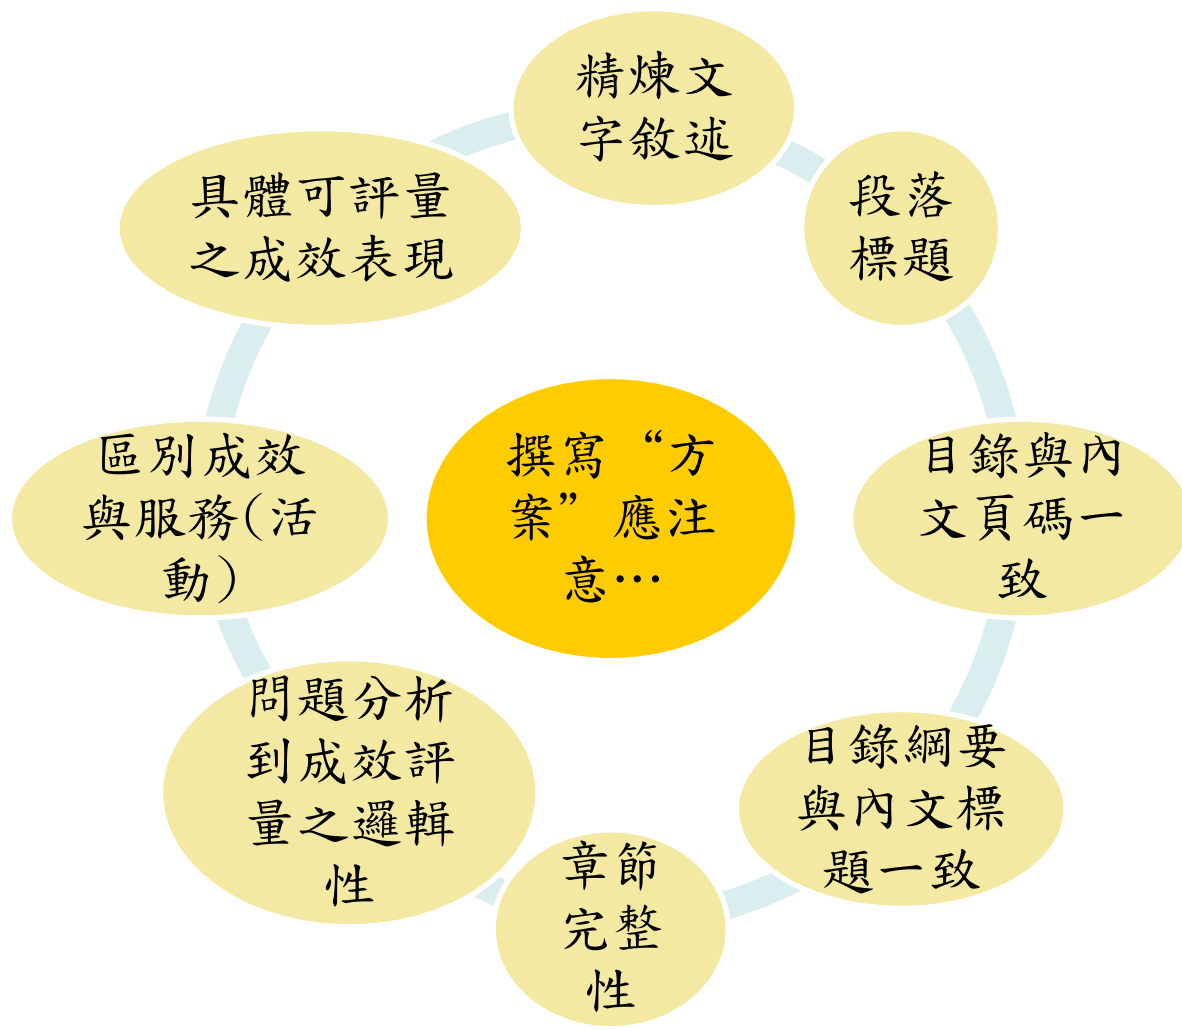 精煉文
字敘述
段落
標題
目錄與內
文頁碼一
致
目錄綱要
與內文標
題一致
章節
完整
性
問題分析
到成效評
量之邏輯
性
區別成效
與服務(活
動)
具體可評量
之成效表現
撰寫“方
案”應注
意…